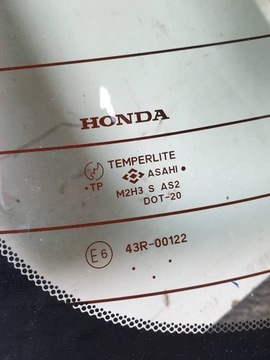 HONDA
TEMPERLITE
•TP ASAHI •
M2H3 S AS2
DOT-20
E6 43R-00122